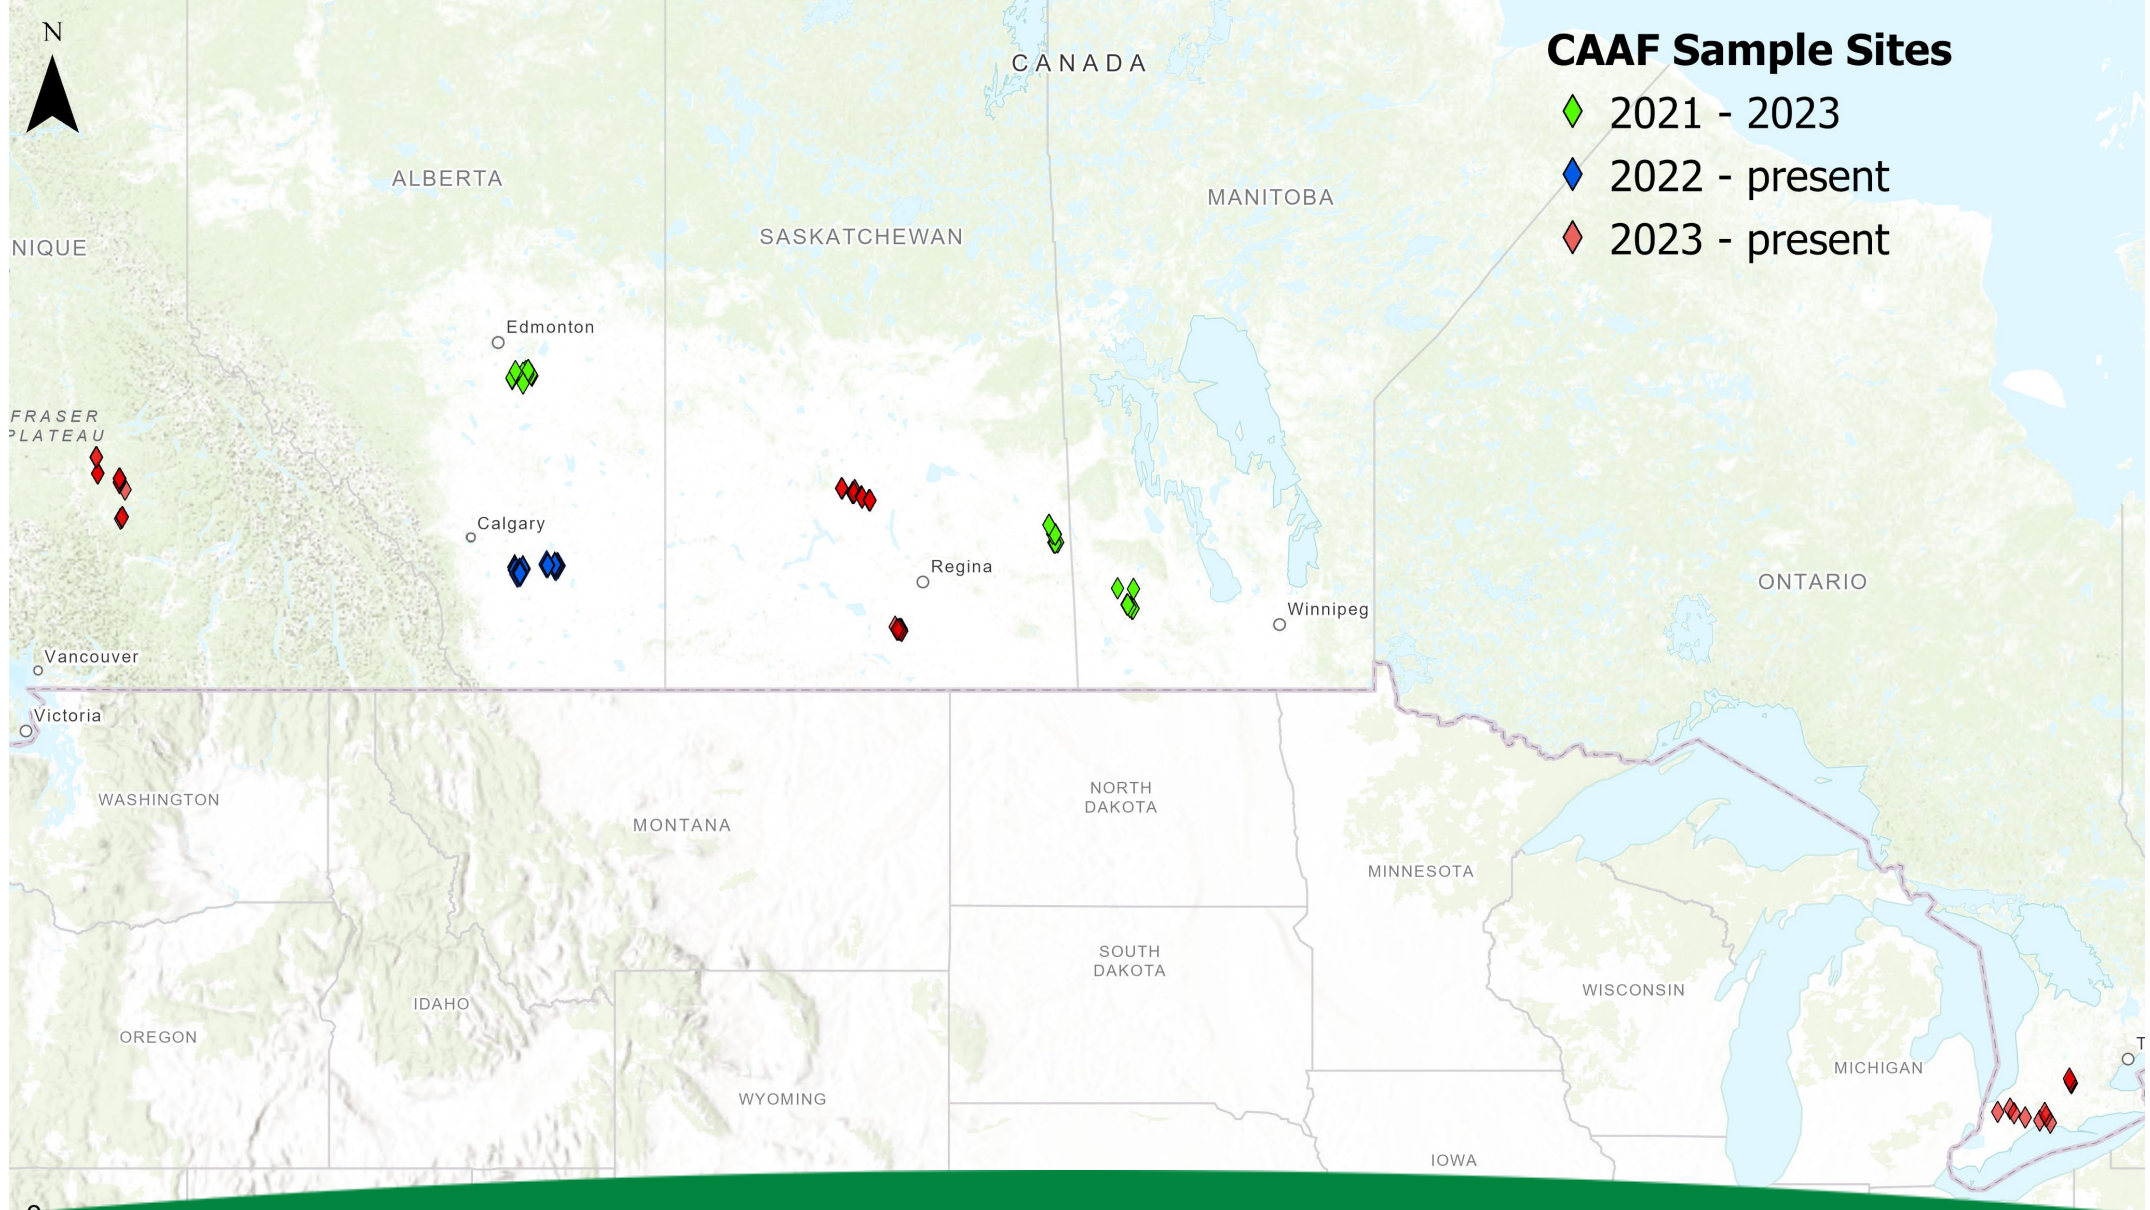 N
CANADA
CAAF Sample Sites
2021 - 2023
2022 - present
2023 - present
ALBERTA
MANITOBA
SASKATCHEWAN
NIQUE
Edmonton
FRASER
PLATEAU
Calgary
Regina
ONTARIO
Winnipeg
Vancouver
Victoria
WASHINGTON
MONTANA
NORTH
DAKOTA
MINNESOTA
SOUTH
DAKOTA
WISCONSIN
IDAHO
OREGON
T
MICHIGAN
WYOMING
IOWA